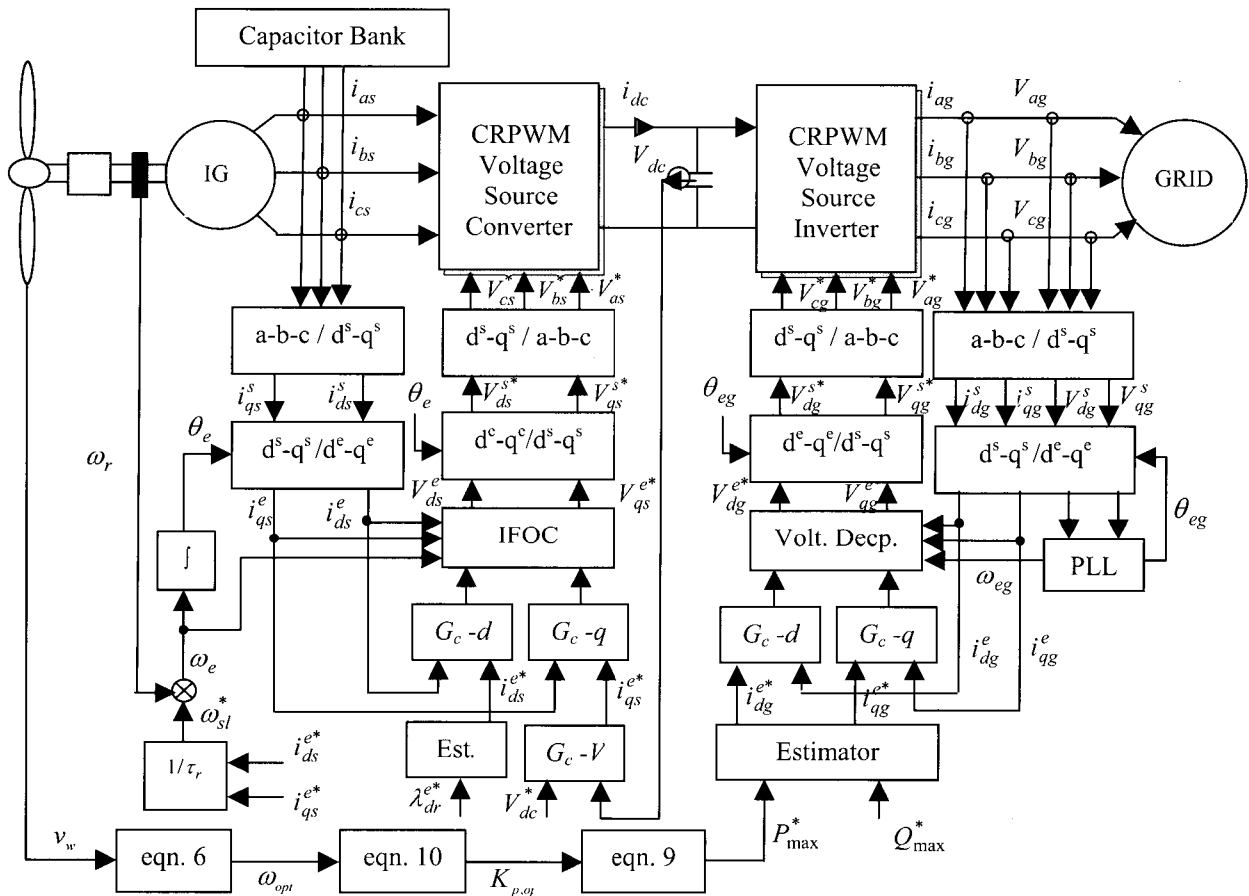 Capacitor Bank
i_as
i_bs
i_cs
IG
CRPWM
Voltage
Source
Converter
i_dc
V_dc
CRPWM
Voltage
Source
Inverter
i_ag
i_bg
i_cg
V_ag
V_bg
V_cg
GRID
V*_cs
V*_bs
V*_as
V*_cg
V*_bg
V*_ag
a-b-c / d^s-q^s
d^s-q^s / a-b-c
d^s-q^s / a-b-c
a-b-c / d^s-q^s
i^s_qs
i^s_ds
θ_e
V^s*_ds
V^s*_qs
θ_eg
V^s*_dg
V^s*_qg
i^s_dg
i^s_qg
V^s_dg
V^s_qg
ω_r
θ_e
d^s-q^s/d^e-q^e
d^e-q^e/d^s-q^s
d^e-q^e/d^s-q^s
d^s-q^s/d^e-q^e
i^e_qs
i^e_ds
V^e*_ds
V^e*_qs
V^e*_dg
V^e*_qg
θ_eg
∫
IFOC
Volt. Decp.
ω_eg
PLL
G_c -d
G_c -q
G_c -d
G_c -q
ω_e
i^e_dg
i^e_qg
ω*_sl
i^e*_ds
i^e*_qs
i^e*_dg
i^e*_qg
1/τ_r
i^e*_ds
i^e*_qs
Est.
G_c -V
Estimator
λ^e*_dr
V*_dc
P*_max
Q*_max
v_w
eqn. 6
ω_opt
eqn. 10
K_p,op
eqn. 9